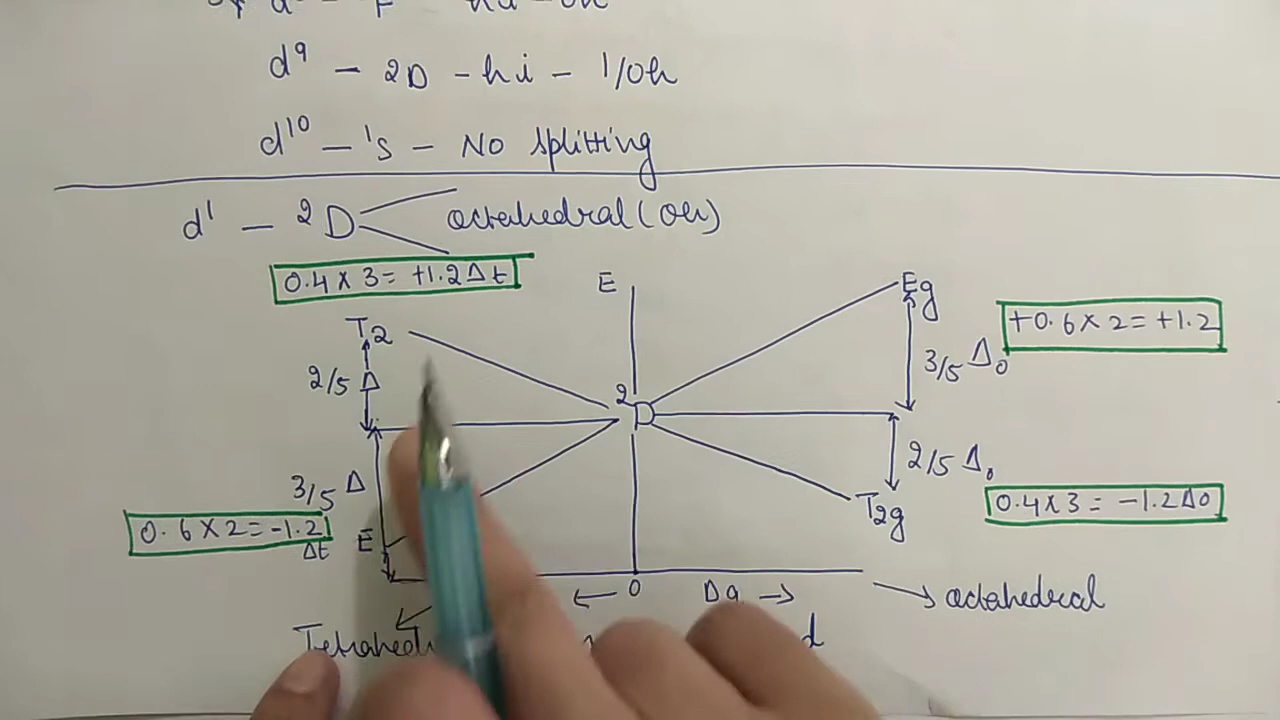 d⁹ - 2D - hi - 1/Oh
d¹⁰ - ¹S - No splitting
d¹ - ²D octahedral (Oh)
0.4 x 3 = +1.2 Δt
E
Eg
T2
+0.6 x 2 = +1.2
2/5 Δ
3/5 Δo
²D
3/5 Δ
2/5 Δo
0.4 x 3 = -1.2 Δo
T2g
0.6 x 2 = -1.2
Δt
E
0
octahedral
d